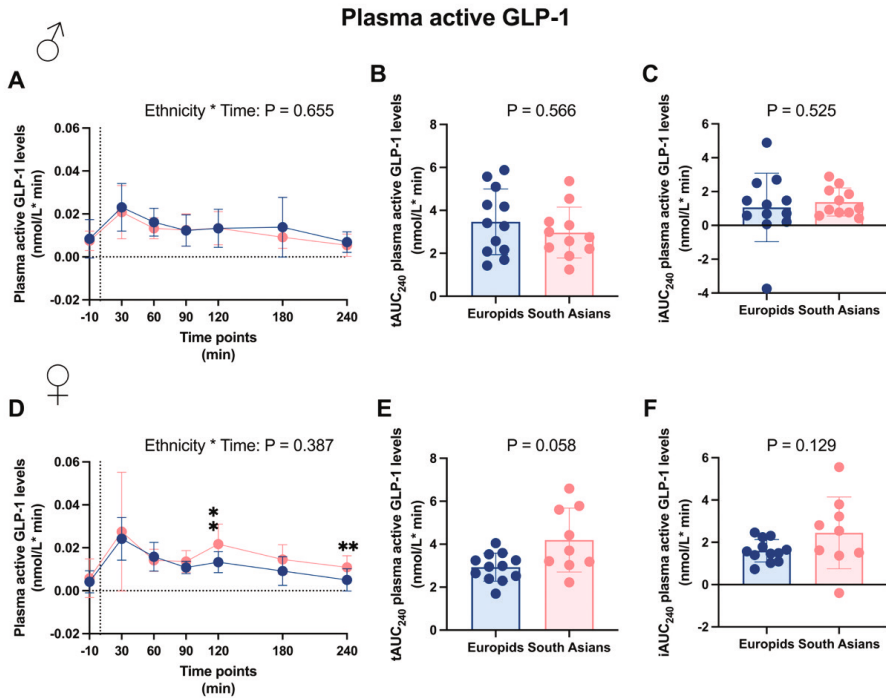 Plasma active GLP-1
♂
A
Ethnicity * Time: P = 0.655
Plasma active GLP-1 levels
(nmol/L* min)
0.06
0.04
0.02
0.00
-0.02
-10 30 60 90 120 180 240
Time points
(min)
B
P = 0.566
tAUC240 plasma active GLP-1 levels
(nmol/L* min)
8
6
4
2
0
Europids South Asians
C
P = 0.525
iAUC240 plasma active GLP-1 levels
(nmol/L* min)
6
4
2
0
-2
-4
Europids South Asians
♀
D
Ethnicity * Time: P = 0.387
Plasma active GLP-1 levels
(nmol/L* min)
0.06
0.04
0.02
0.00
-0.02
*
*
**
-10 30 60 90 120 180 240
Time points
(min)
E
P = 0.058
tAUC240 plasma active GLP-1 levels
(nmol/L* min)
8
6
4
2
0
Europids South Asians
F
P = 0.129
iAUC240 plasma active GLP-1 levels
(nmol/L* min)
6
4
2
0
-2
Europids South Asians